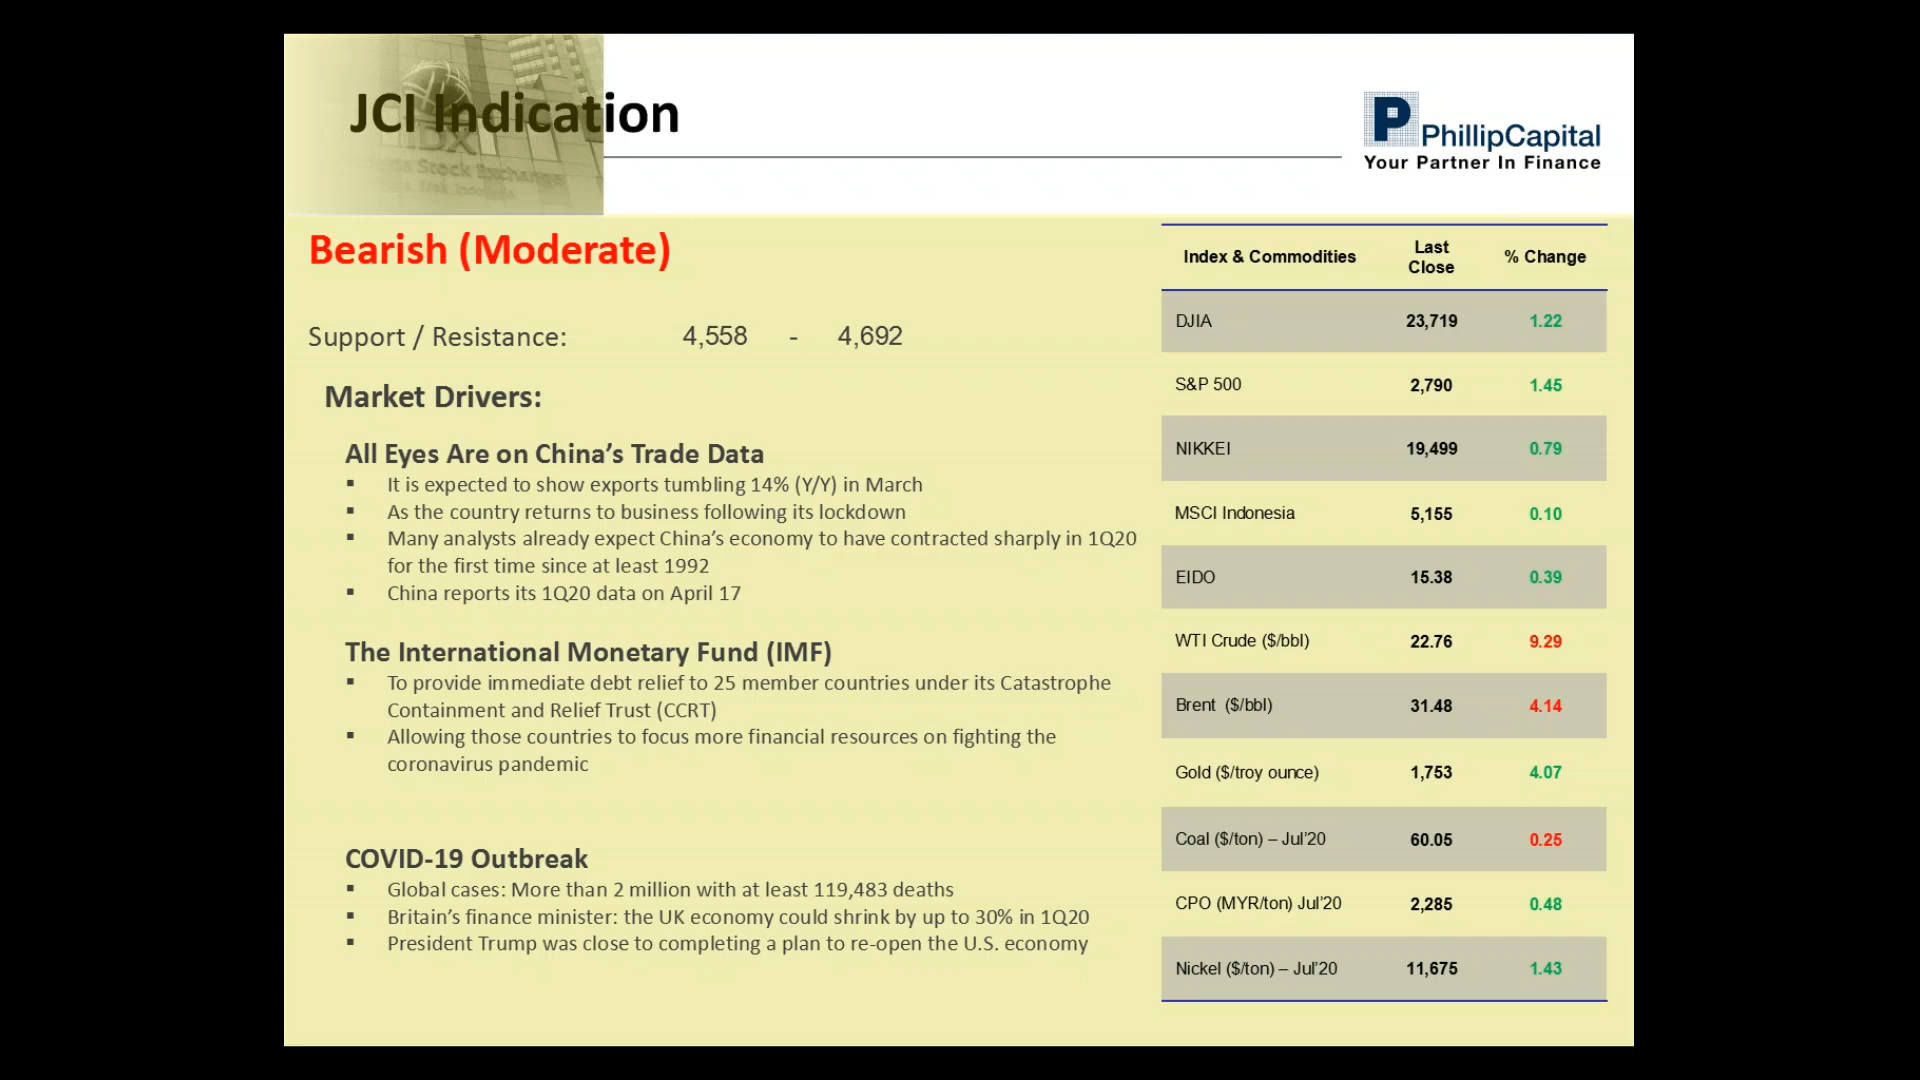 JCI Indication
IDX
Stock Exchange
PhillipCapital
Your Partner In Finance
Bearish (Moderate)
Support / Resistance: 4,558 - 4,692
Market Drivers:
All Eyes Are on China’s Trade Data
▪ It is expected to show exports tumbling 14% (Y/Y) in March
▪ As the country returns to business following its lockdown
▪ Many analysts already expect China’s economy to have contracted sharply in 1Q20
for the first time since at least 1992
▪ China reports its 1Q20 data on April 17
The International Monetary Fund (IMF)
▪ To provide immediate debt relief to 25 member countries under its Catastrophe
Containment and Relief Trust (CCRT)
▪ Allowing those countries to focus more financial resources on fighting the
coronavirus pandemic
COVID-19 Outbreak
▪ Global cases: More than 2 million with at least 119,483 deaths
▪ Britain’s finance minister: the UK economy could shrink by up to 30% in 1Q20
▪ President Trump was close to completing a plan to re-open the U.S. economy
Index & Commodities Last Close % Change
DJIA 23,719 1.22
S&P 500 2,790 1.45
NIKKEI 19,499 0.79
MSCI Indonesia 5,155 0.10
EIDO 15.38 0.39
WTI Crude ($/bbl) 22.76 9.29
Brent ($/bbl) 31.48 4.14
Gold ($/troy ounce) 1,753 4.07
Coal ($/ton) – Jul’20 60.05 0.25
CPO (MYR/ton) Jul’20 2,285 0.48
Nickel ($/ton) – Jul’20 11,675 1.43